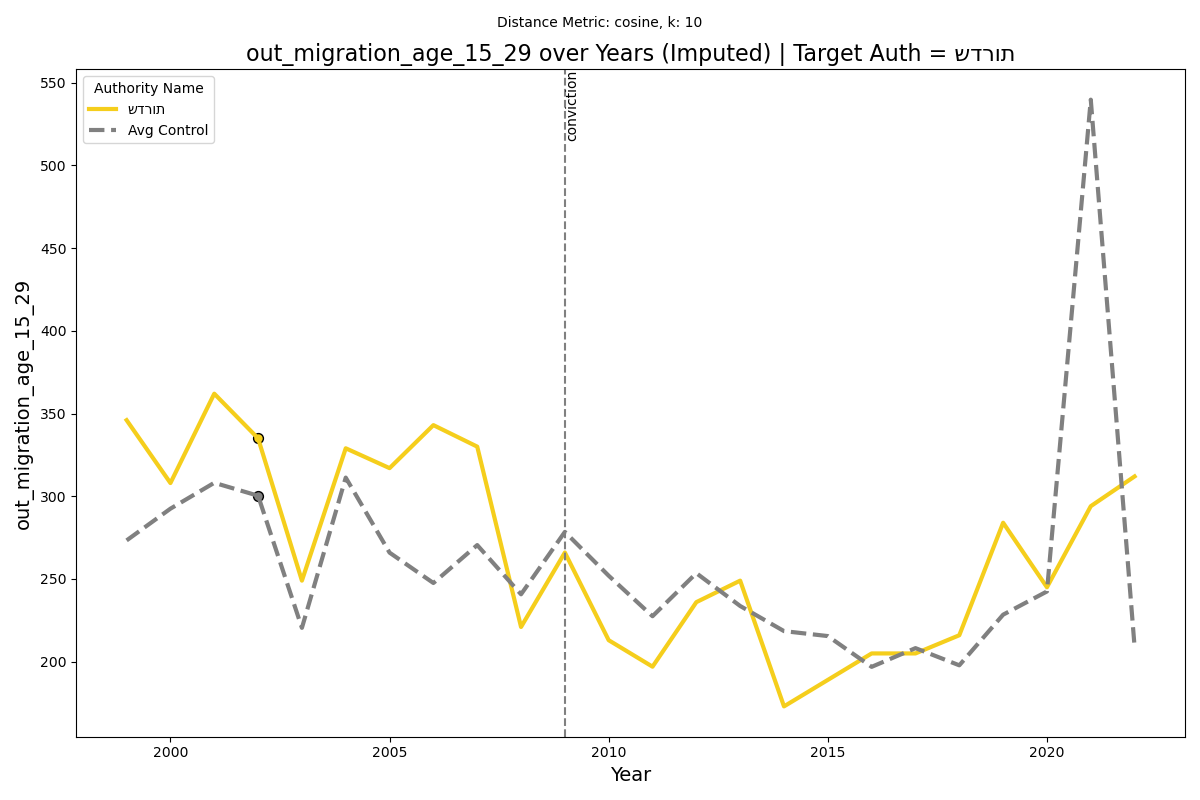 Distance Metric: cosine, k: 10
out_migration_age_15_29 over Years (Imputed) | Target Auth = שדרות
Authority Name
שדרות
Avg Control
conviction
out_migration_age_15_29
550
500
450
400
350
300
250
200
2000
2005
2010
2015
2020
Year